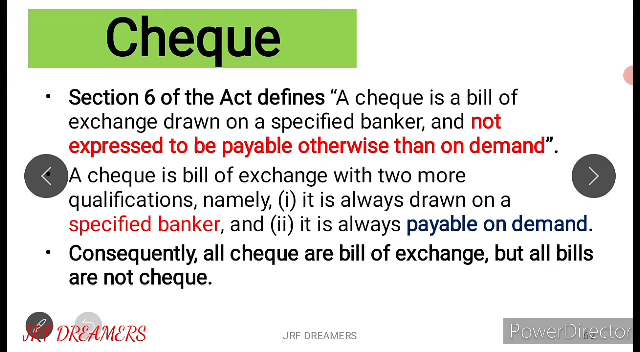 Cheque
• Section 6 of the Act defines “A cheque is a bill of
exchange drawn on a specified banker, and not
expressed to be payable otherwise than on demand”.
A cheque is bill of exchange with two more
qualifications, namely, (i) it is always drawn on a
specified banker, and (ii) it is always payable on demand.
• Consequently, all cheque are bill of exchange, but all bills
are not cheque.
JRF DREAMERS
JRF DREAMERS
PowerDirector